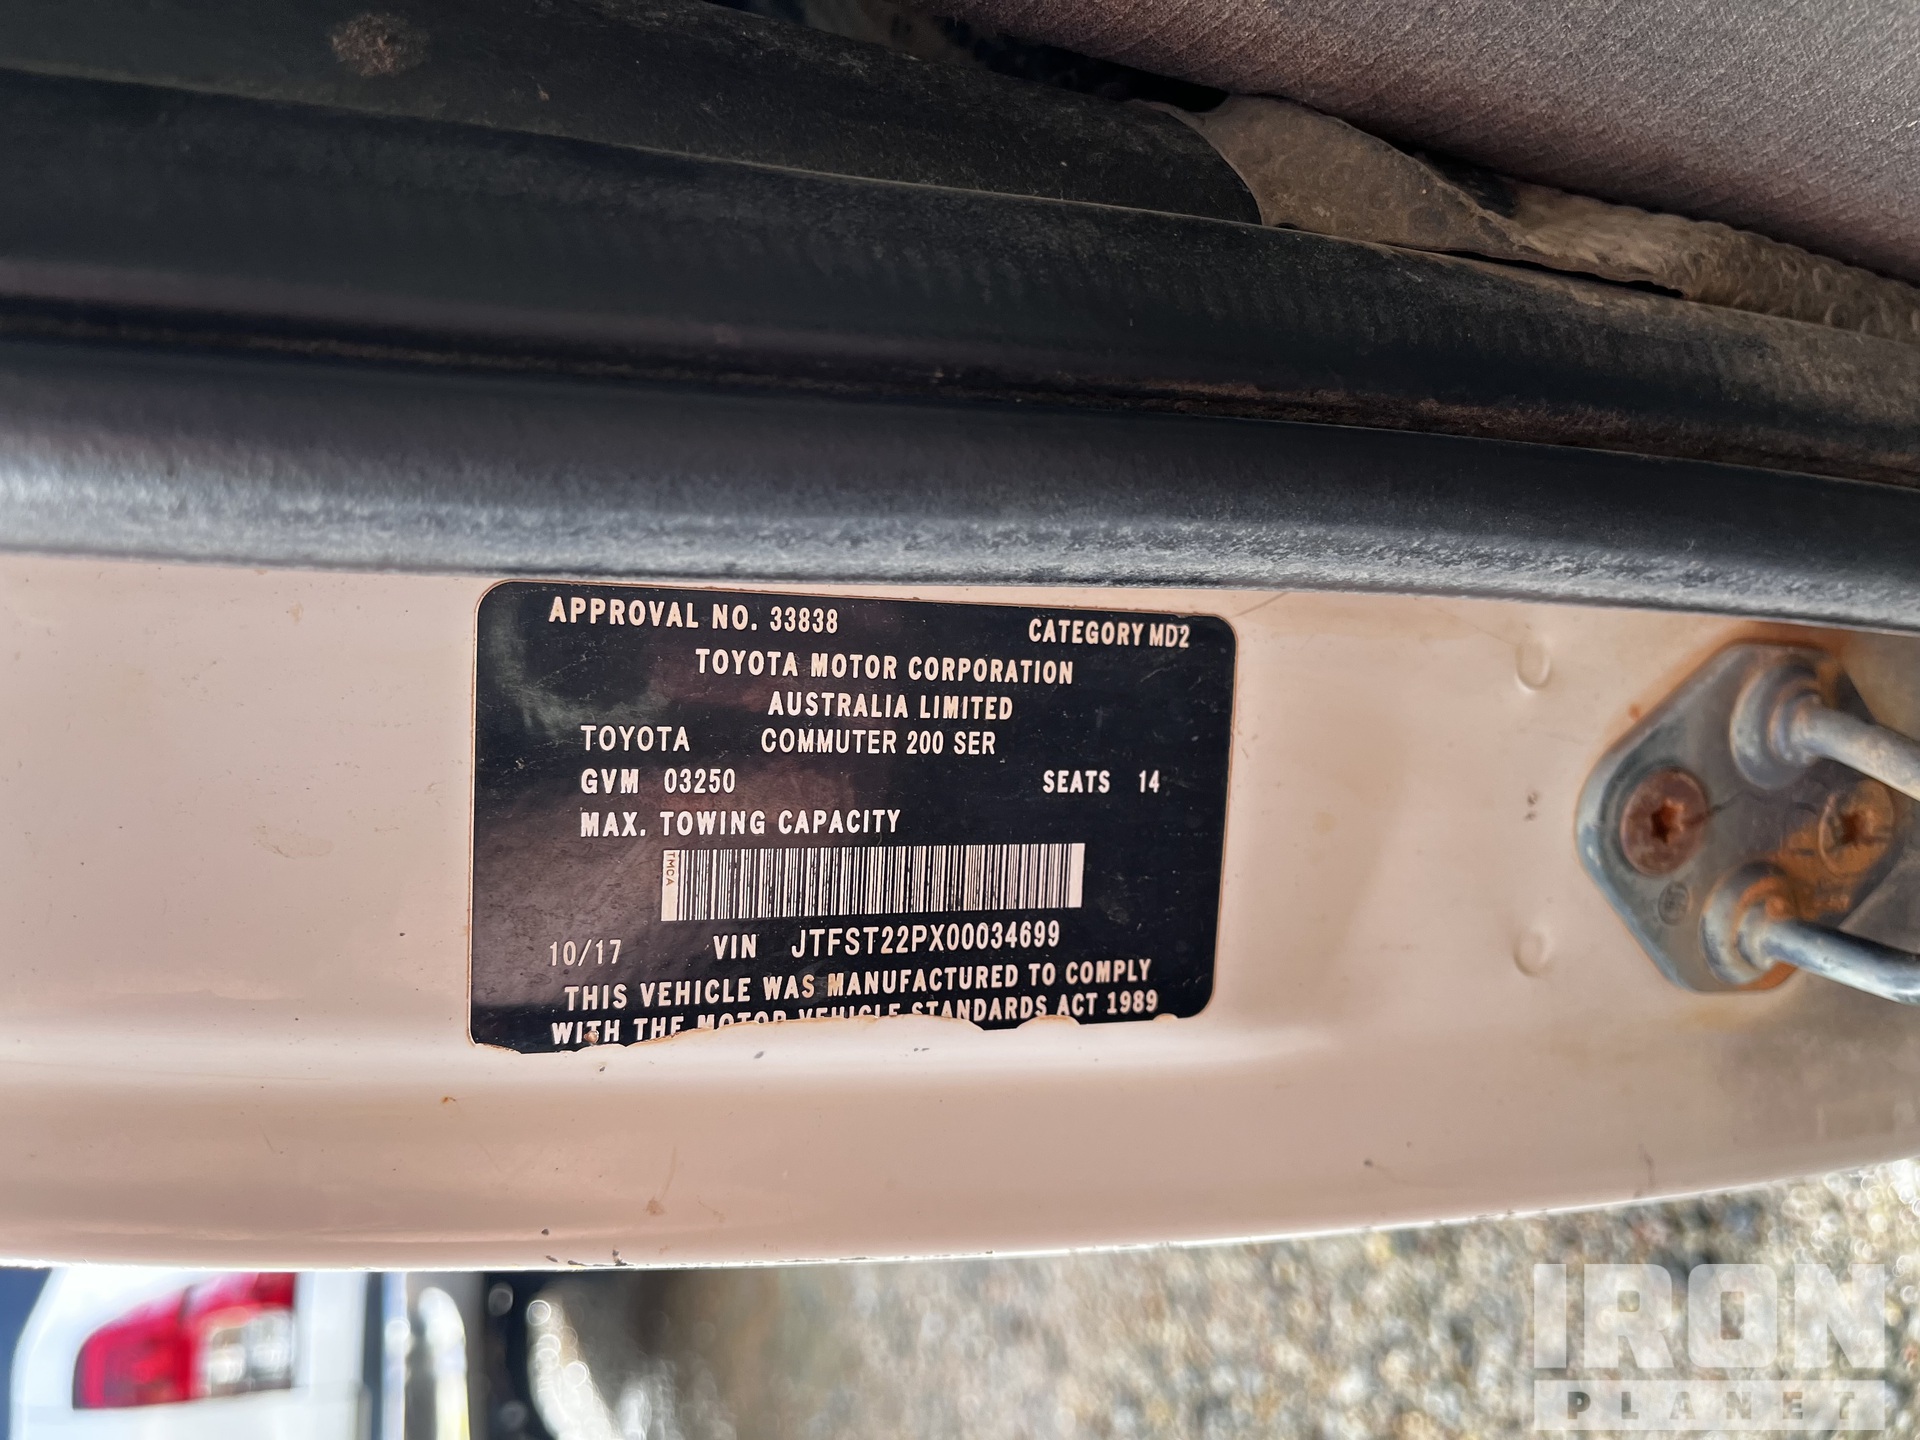 APPROVAL NO. 33838 CATEGORY MD2
TOYOTA MOTOR CORPORATION
AUSTRALIA LIMITED
TOYOTA COMMUTER 200 SER
GVM 03250 SEATS 14
MAX. TOWING CAPACITY
TMCA
10/17 VIN JTFST22PX00034699
THIS VEHICLE WAS MANUFACTURED TO COMPLY
WITH THE MOTOR VEHICLE STANDARDS ACT 1989
IRON
PLANET